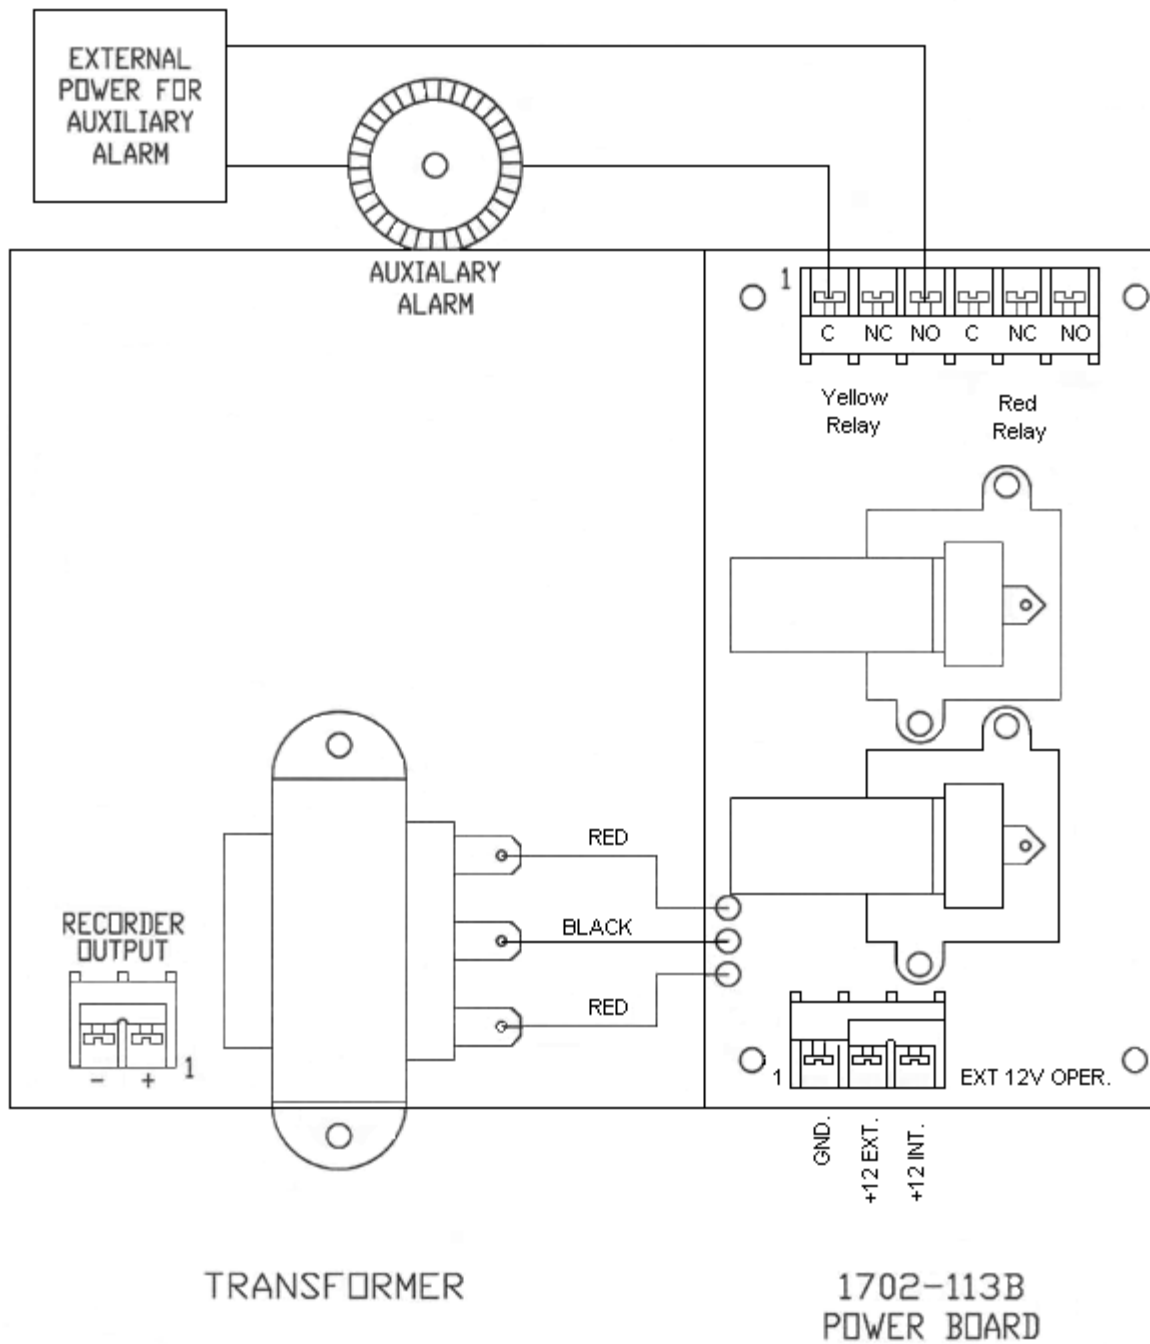 EXTERNAL
POWER FOR
AUXILIARY
ALARM
AUXIALARY
ALARM
1
C NC NO C NC NO
Yellow
Relay
Red
Relay
RED
BLACK
RED
RECORDER
OUTPUT
- + 1
1
EXT 12V OPER.
GND.
+12 EXT.
+12 INT.
TRANSFORMER
1702-113B
POWER BOARD